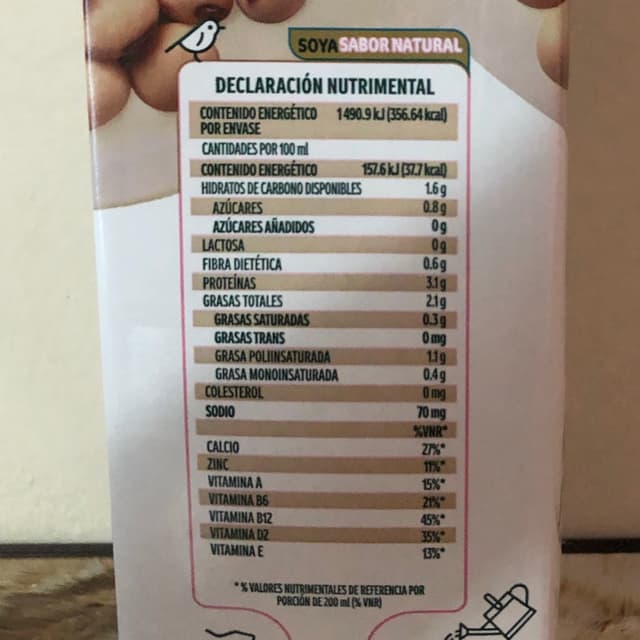 SOYA SABOR NATURAL
DECLARACIÓN NUTRIMENTAL
CONTENIDO ENERGÉTICO POR ENVASE 1490.9 kJ (356.64 kcal)
CANTIDADES POR 100 ml
CONTENIDO ENERGÉTICO 157.6 kJ (37.7 kcal)
HIDRATOS DE CARBONO DISPONIBLES 1.6 g
AZÚCARES 0.8 g
AZÚCARES AÑADIDOS 0 g
LACTOSA 0 g
FIBRA DIETÉTICA 0.6 g
PROTEÍNAS 3.1 g
GRASAS TOTALES 2.1 g
GRASAS SATURADAS 0.3 g
GRASAS TRANS 0 mg
GRASA POLIINSATURADA 1.1 g
GRASA MONOINSATURADA 0.4 g
COLESTEROL 0 mg
SODIO 70 mg
%VNR*
CALCIO 27%*
ZINC 11%*
VITAMINA A 15%*
VITAMINA B6 21%*
VITAMINA B12 45%*
VITAMINA D2 35%*
VITAMINA E 13%*
* % VALORES NUTRIMENTALES DE REFERENCIA POR
PORCIÓN DE 200 ml (% VNR)